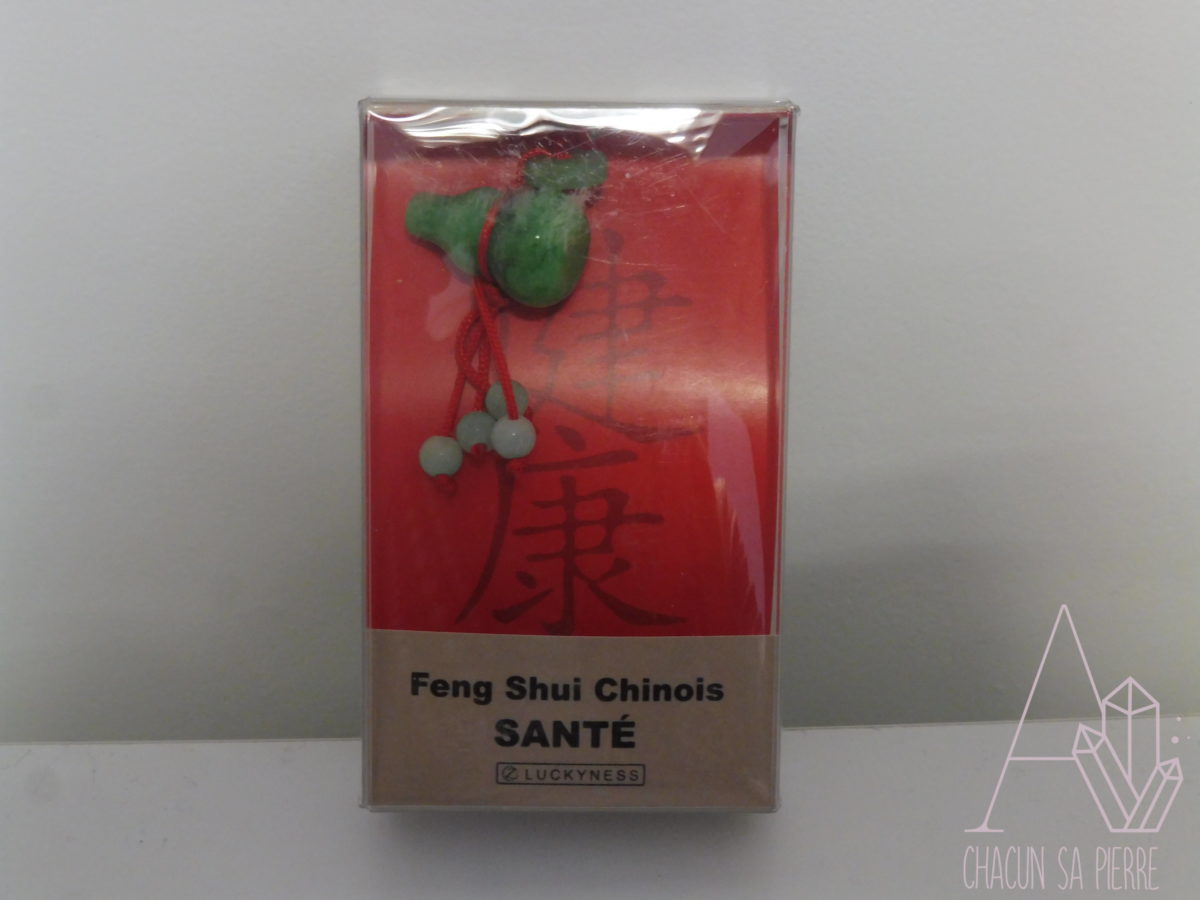 健
康
Feng Shui Chinois
SANTÉ
LUCKYNESS
A
CHACUN SA PIERRE